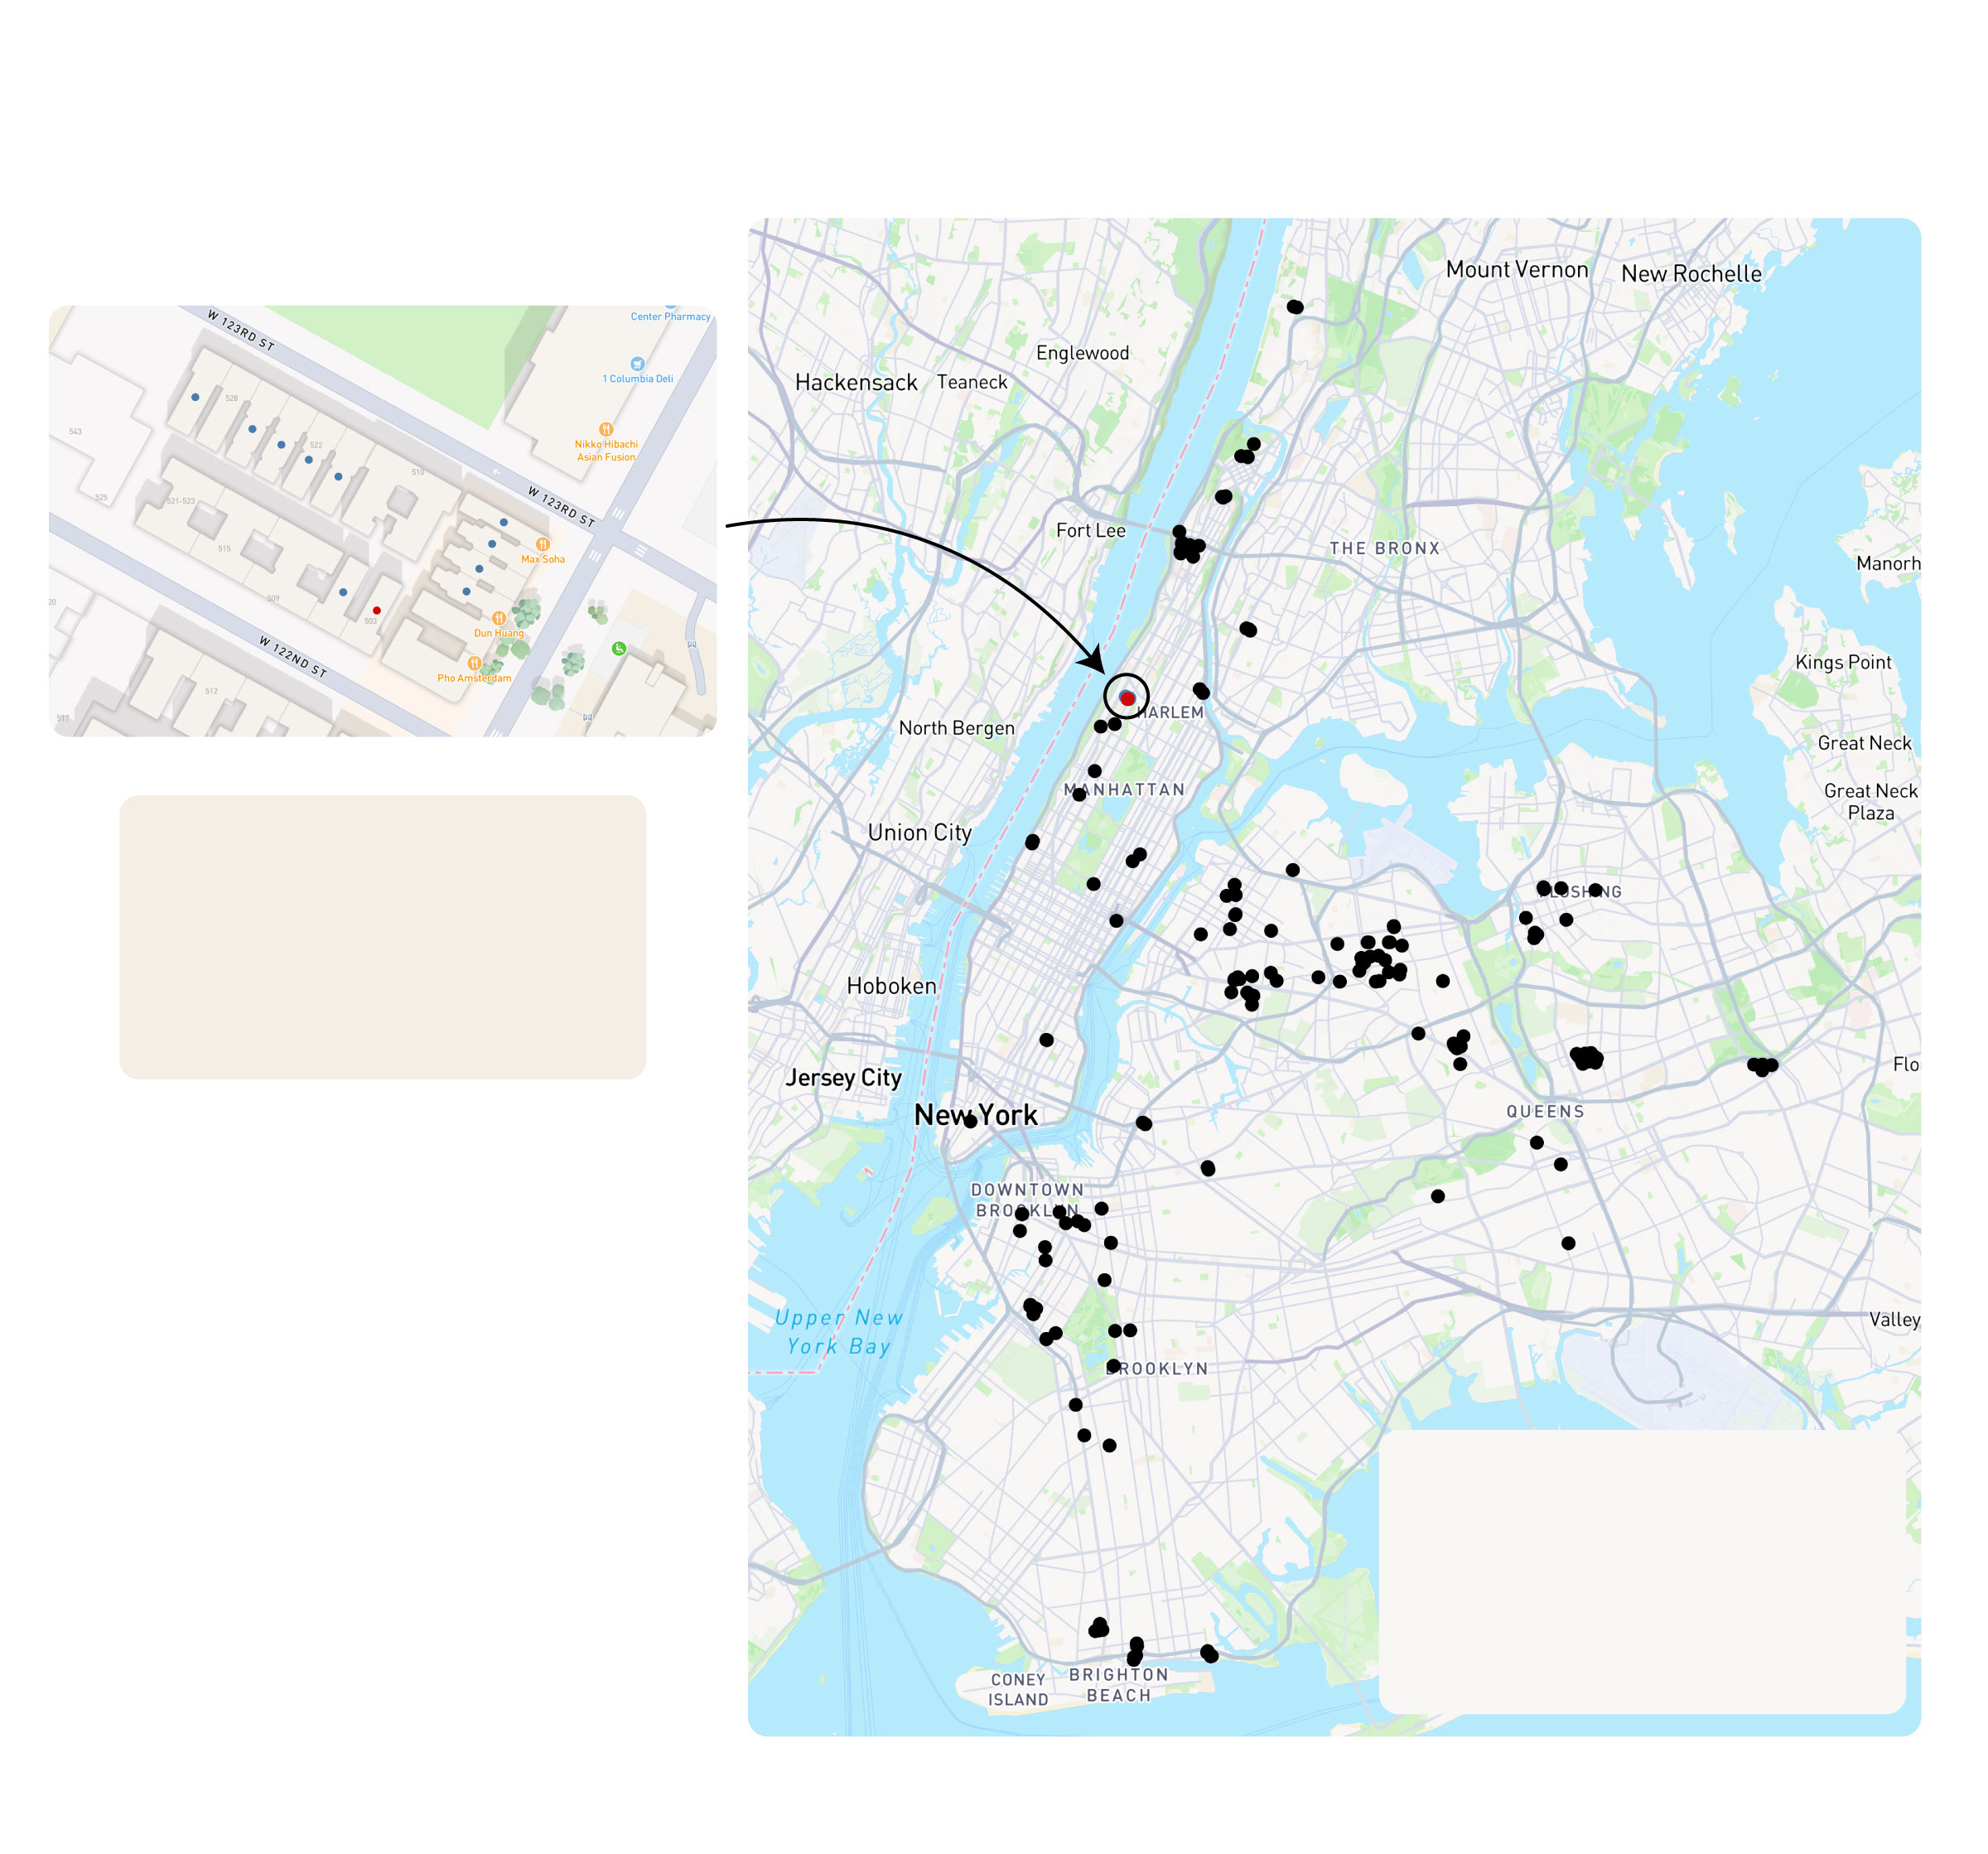 Center Pharmacy
W 123RD ST
1 Columbia Deli
528
543
522
Nikko Hibachi
Asian Fusion
510
525
521-523
W 123RD ST
515
Max Soha
509
20
503
Dun Huang
W 122ND ST
Pho Amsterdam
512
517
Mount Vernon
New Rochelle
Englewood
Hackensack
Teaneck
Fort Lee
THE BRONX
Manorh
Kings Point
HARLEM
North Bergen
Great Neck
MANHATTAN
Great Neck
Plaza
Union City
FLUSHING
Hoboken
Flo
Jersey City
New York
QUEENS
DOWNTOWN
BROOKLYN
Upper New
York Bay
Valley
BROOKLYN
CONEY
ISLAND
BRIGHTON
BEACH